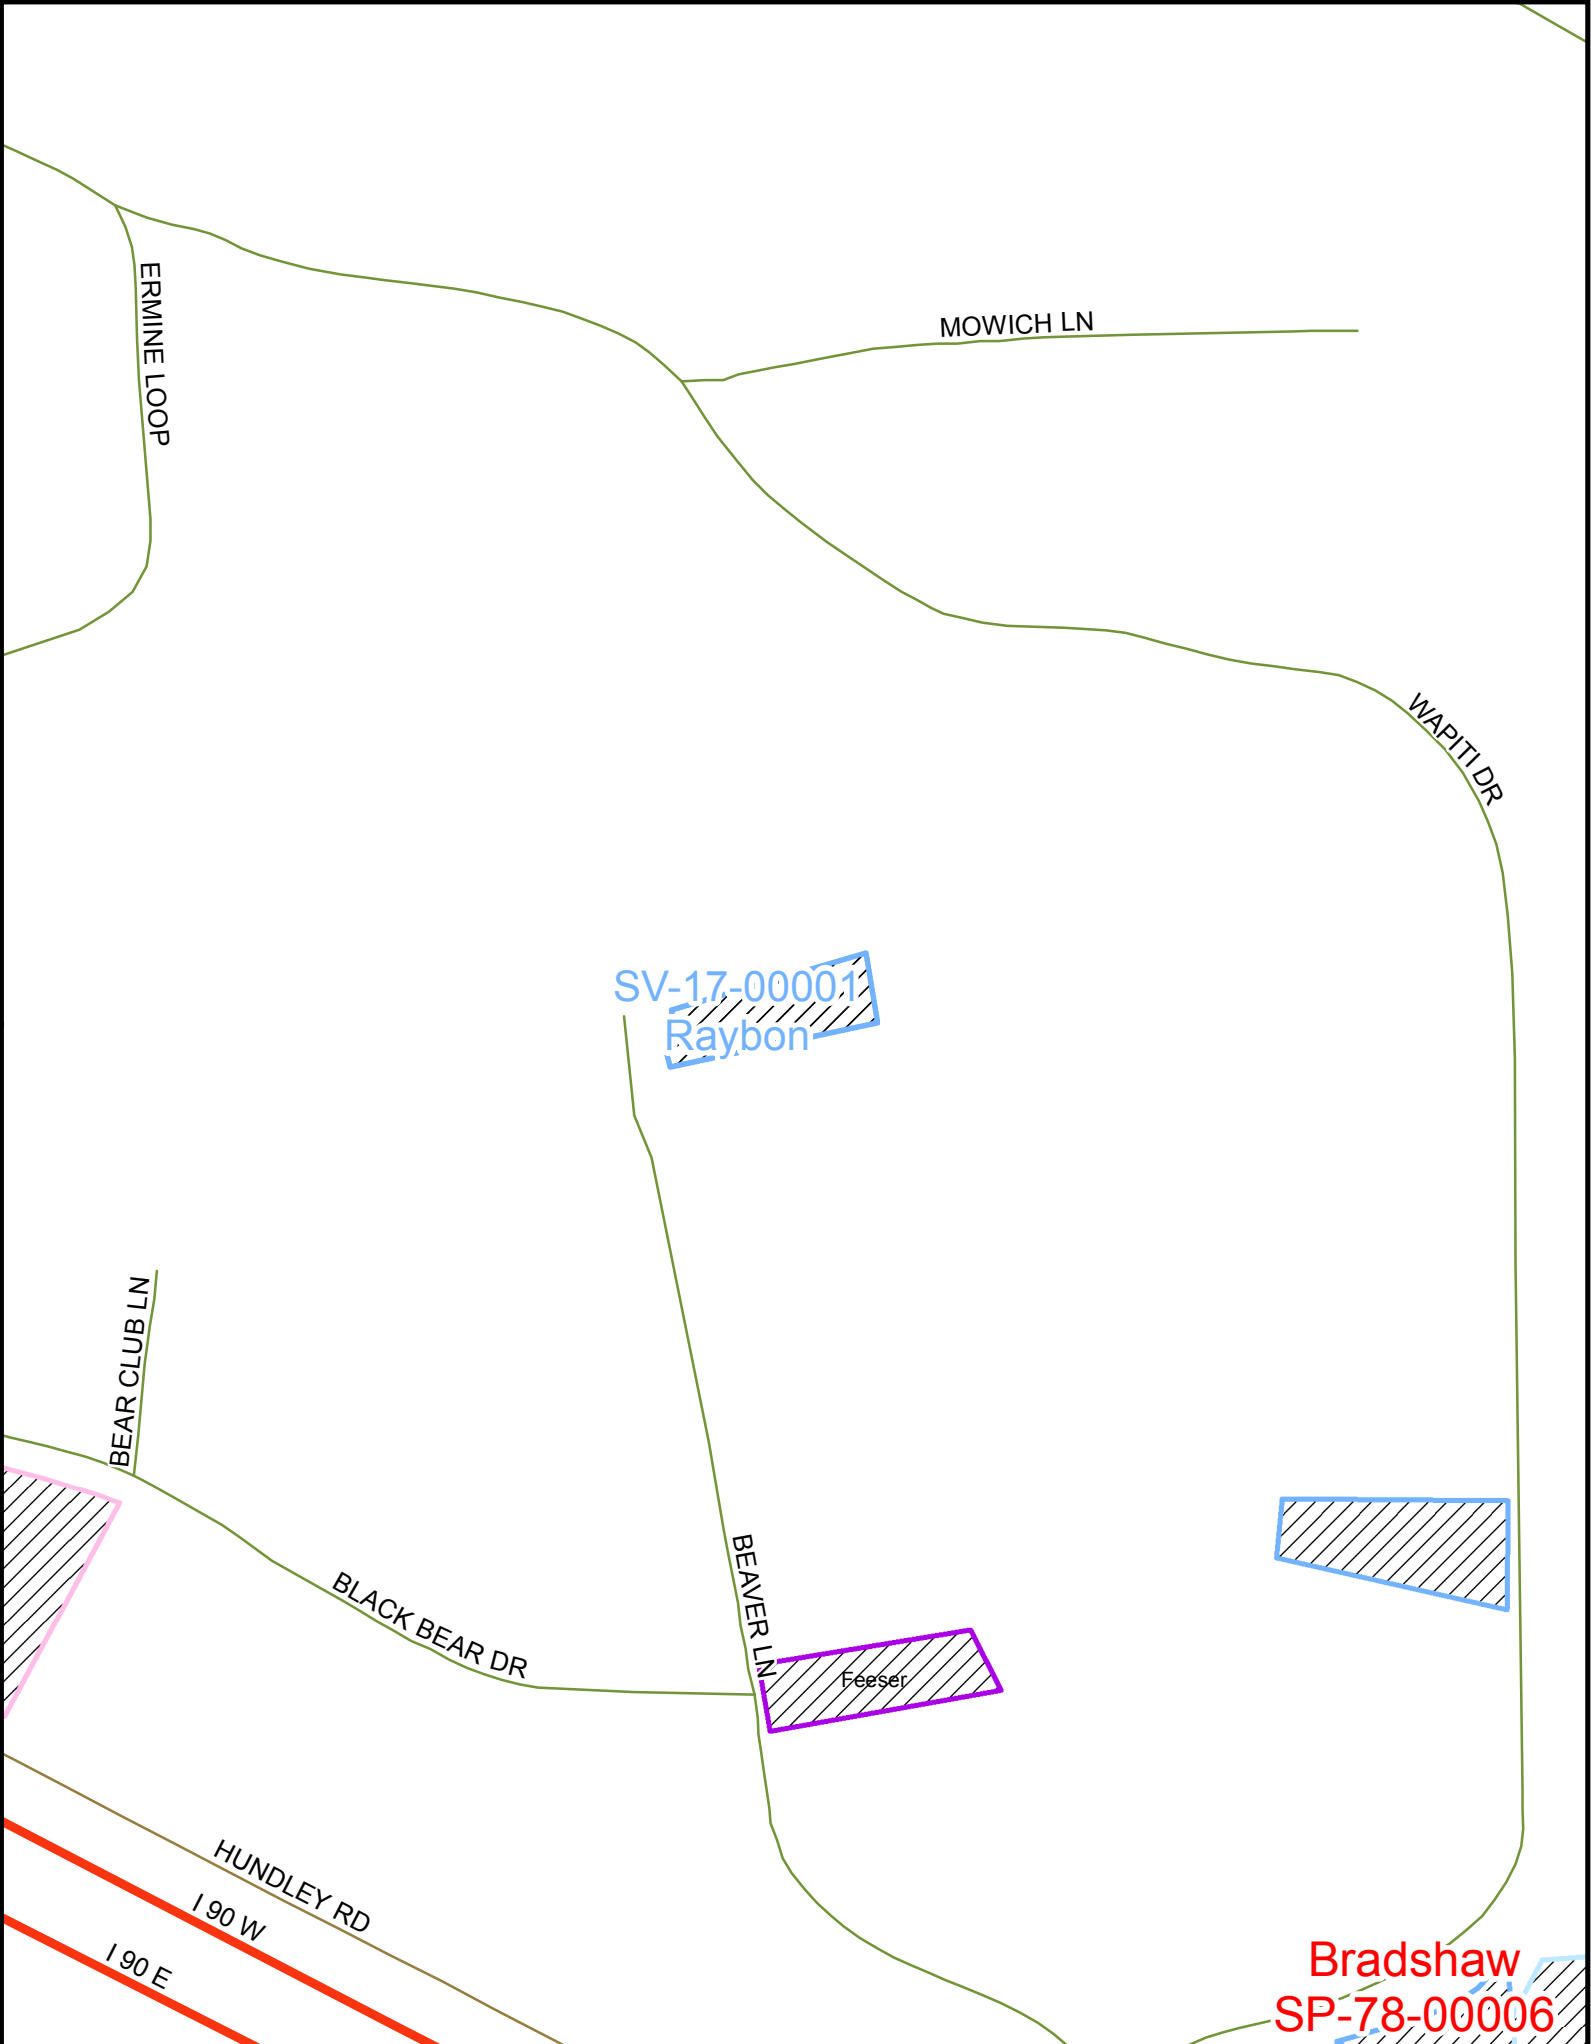 ERMINE LOOP
MOWICH LN
WAPITI DR
SV-17-00001
Raybon
BEAR CLUB LN
BLACK BEAR DR
BEAVER LN
Feeser
HUNDLEY RD
I 90 W
I 90 E
Bradshaw
SP-78-00006